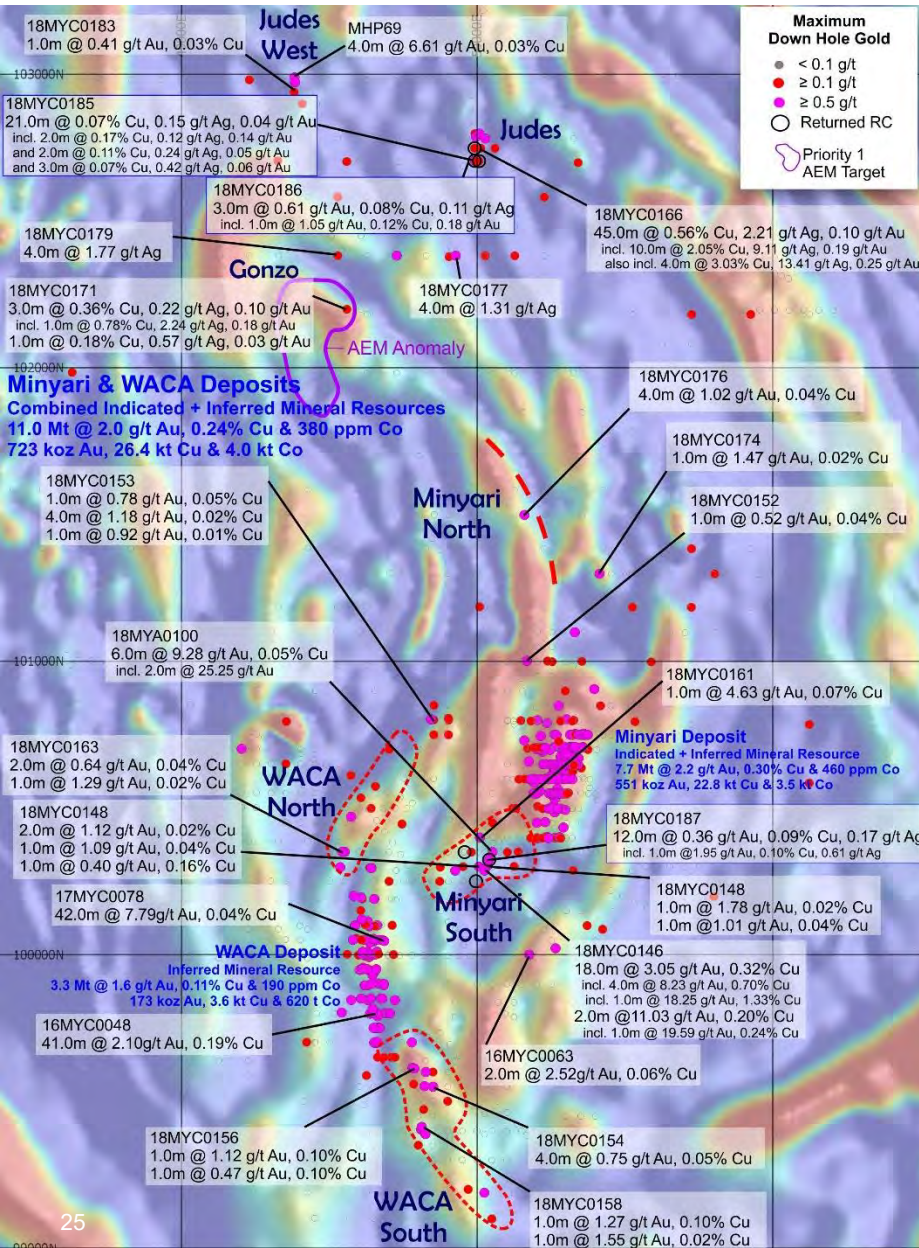 18MYC0183
1.0m @ 0.41 g/t Au, 0.03% Cu
Judes
West
MHP69
4.0m @ 6.61 g/t Au, 0.03% Cu
Maximum
Down Hole Gold
< 0.1 g/t
≥ 0.1g/t
≥ 0.5 g/t
Returned RC
Priority 1
AEM Target
103000N
18MYC0185
21.0m @ 0.07% Cu, 0.15 g/t Ag, 0.04 g/t Au
incl. 2.0m @ 0.17% Cu, 0.12 g/t Ag, 0.14 g/t Au
and 2.0m @ 0.11% Cu, 0.24 g/t Ag, 0.05 g/t Au
and 3.0m @ 0.07% Cu, 0.42 g/t Ag, 0.06 g/t Au
Judes
18MYC0186
3.0m @ 0.61 g/t Au, 0.08% Cu, 0.11 g/t Ag
incl. 1.0m @ 1.05 g/t Au, 0.12% Cu, 0.18 g/t Au
18MYC0166
45.0m @ 0.56% Cu, 2.21 g/t Ag, 0.10 g/t Au
incl. 10.0m @ 2.05% Cu, 9.11 g/t Ag, 0.19 g/t Au
also incl. 4.0m @ 3.03% Cu, 13.41 g/t Ag, 0.25 g/t Au
18MYC0179
4.0m @ 1.77 g/t Ag
Gonzo
18MYC0177
4.0m @ 1.31 g/t Ag
18MYC0171
3.0m @ 0.36% Cu, 0.22 g/t Ag, 0.10 g/t Au
incl. 1.0m @ 0.78% Cu, 2.24 g/t Ag, 0.18 g/t Au
1.0m @ 0.18% Cu, 0.57 g/t Ag, 0.03 g/t Au
AEM Anomaly
102000N
Minyari & WACA Deposits
Combined Indicated + Inferred Mineral Resources
11.0 Mt @ 2.0 g/t Au, 0.24% Cu & 380 ppm Co
723 koz Au, 26.4 kt Cu & 4.0 kt Co
18MYC0176
4.0m @ 1.02 g/t Au, 0.04% Cu
18MYC0174
1.0m @ 1.47 g/t Au, 0.02% Cu
18MYC0153
1.0m @ 0.78 g/t Au, 0.05% Cu
4.0m @ 1.18 g/t Au, 0.02% Cu
1.0m @ 0.92 g/t Au, 0.01% Cu
Minyari
North
18MYC0152
1.0m @ 0.52 g/t Au, 0.04% Cu
18MYA0100
6.0m @ 9.28 g/t Au, 0.05% Cu
incl. 2.0m @ 25.25 g/t Au
101000N
18MYC0161
1.0m @ 4.63 g/t Au, 0.07% Cu
Minyari Deposit
Indicated + Inferred Mineral Resource
7.7 Mt @ 2.2 g/t Au, 0.30% Cu & 460 ppm Co
551 koz Au, 22.8 kt Cu & 3.5 kt Co
18MYC0163
2.0m @ 0.64 g/t Au, 0.04% Cu
1.0m @ 1.29 g/t Au, 0.02% Cu
WACA
North
18MYC0148
2.0m @ 1.12 g/t Au, 0.02% Cu
1.0m @ 1.09 g/t Au, 0.04% Cu
1.0m @ 0.40 g/t Au, 0.16% Cu
18MYC0187
12.0m @ 0.36 g/t Au, 0.09% Cu, 0.17 g/t Ag
incl. 1.0m @1.95 g/t Au, 0.10% Cu, 0.61 g/t Ag
17MYC0078
42.0m @ 7.79g/t Au, 0.04% Cu
Minyari
South
18MYC0148
1.0m @ 1.78 g/t Au, 0.02% Cu
1.0m @1.01 g/t Au, 0.04% Cu
100000N
WACA Deposit
Inferred Mineral Resource
3.3 Mt @ 1.6 g/t Au, 0.11% Cu & 190 ppm Co
173 koz Au, 3.6 kt Cu & 620 t Co
18MYC0146
18.0m @ 3.05 g/t Au, 0.32% Cu
incl. 4.0m @ 8.23 g/t Au, 0.70% Cu
incl. 1.0m @ 18.25 g/t Au, 1.33% Cu
2.0m @11.03 g/t Au, 0.20% Cu
incl. 1.0m @ 19.59 g/t Au, 0.24% Cu
16MYC0048
41.0m @ 2.10g/t Au, 0.19% Cu
16MYC0063
2.0m @ 2.52g/t Au, 0.06% Cu
18MYC0156
1.0m @ 1.12 g/t Au, 0.10% Cu
1.0m @ 0.47 g/t Au, 0.10% Cu
18MYC0154
4.0m @ 0.75 g/t Au, 0.05% Cu
WACA
South
18MYC0158
1.0m @ 1.27 g/t Au, 0.10% Cu
1.0m @ 1.55 g/t Au, 0.02% Cu
25